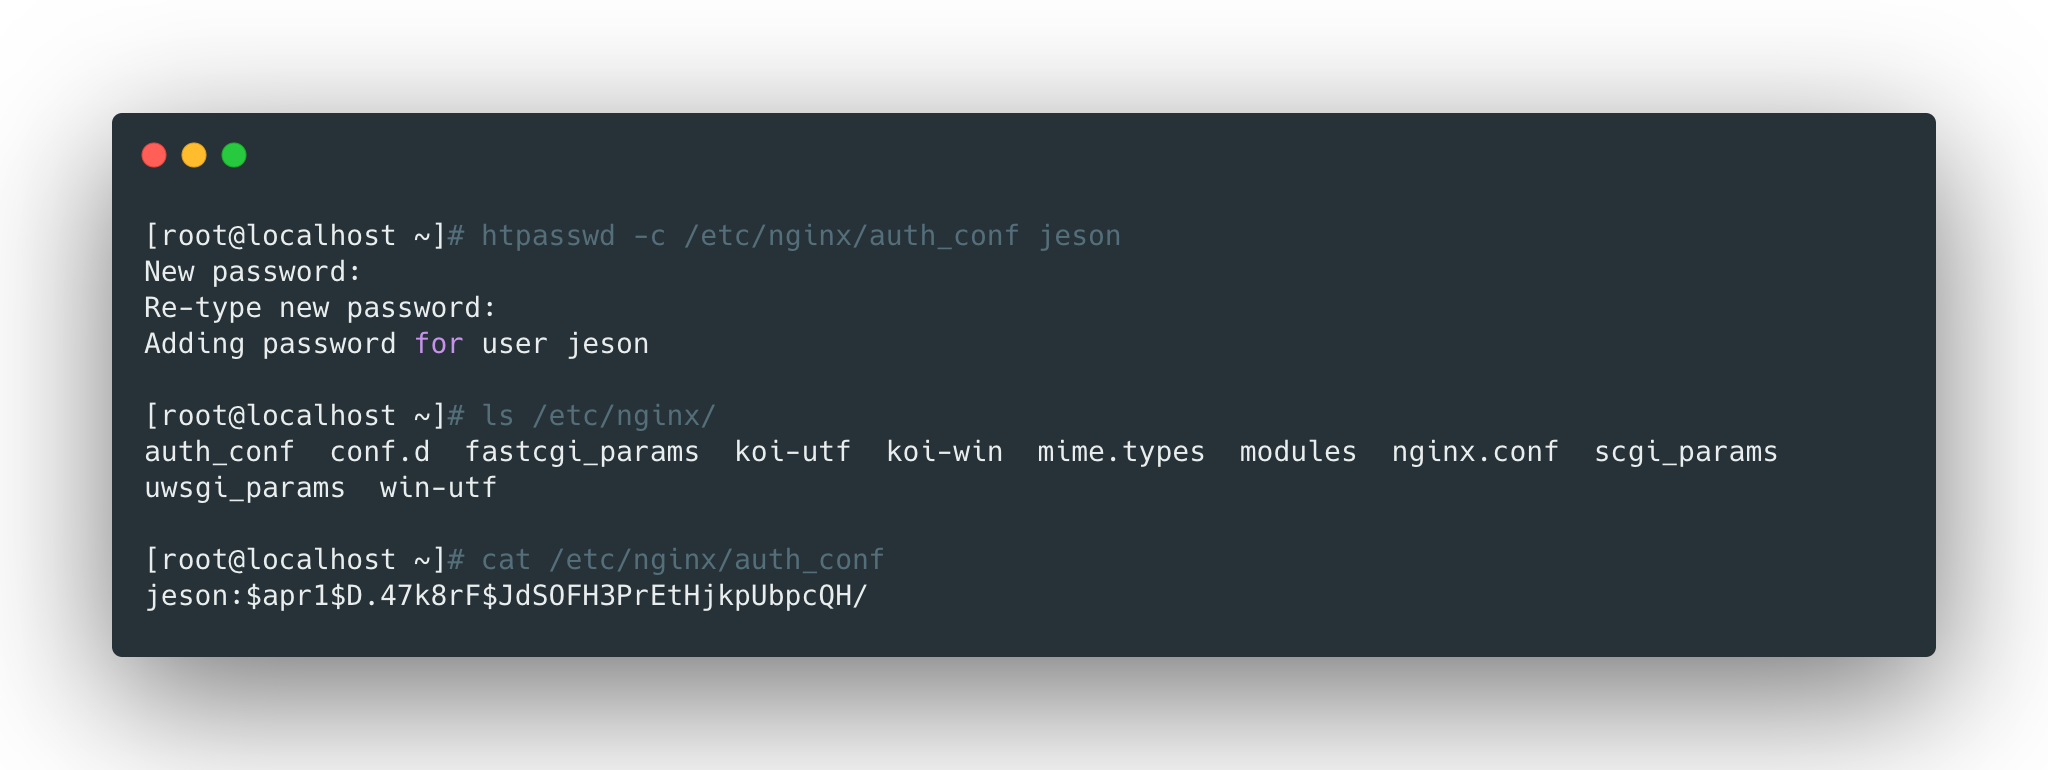 [root@localhost ~]# htpasswd -c /etc/nginx/auth_conf jeson
New password:
Re-type new password:
Adding password for user jeson
[root@localhost ~]# ls /etc/nginx/
auth_conf  conf.d  fastcgi_params  koi-utf  koi-win  mime.types  modules  nginx.conf  scgi_params
uwsgi_params  win-utf
[root@localhost ~]# cat /etc/nginx/auth_conf
jeson:$apr1$D.47k8rF$JdSOFH3PrEtHjkpUbpcQH/